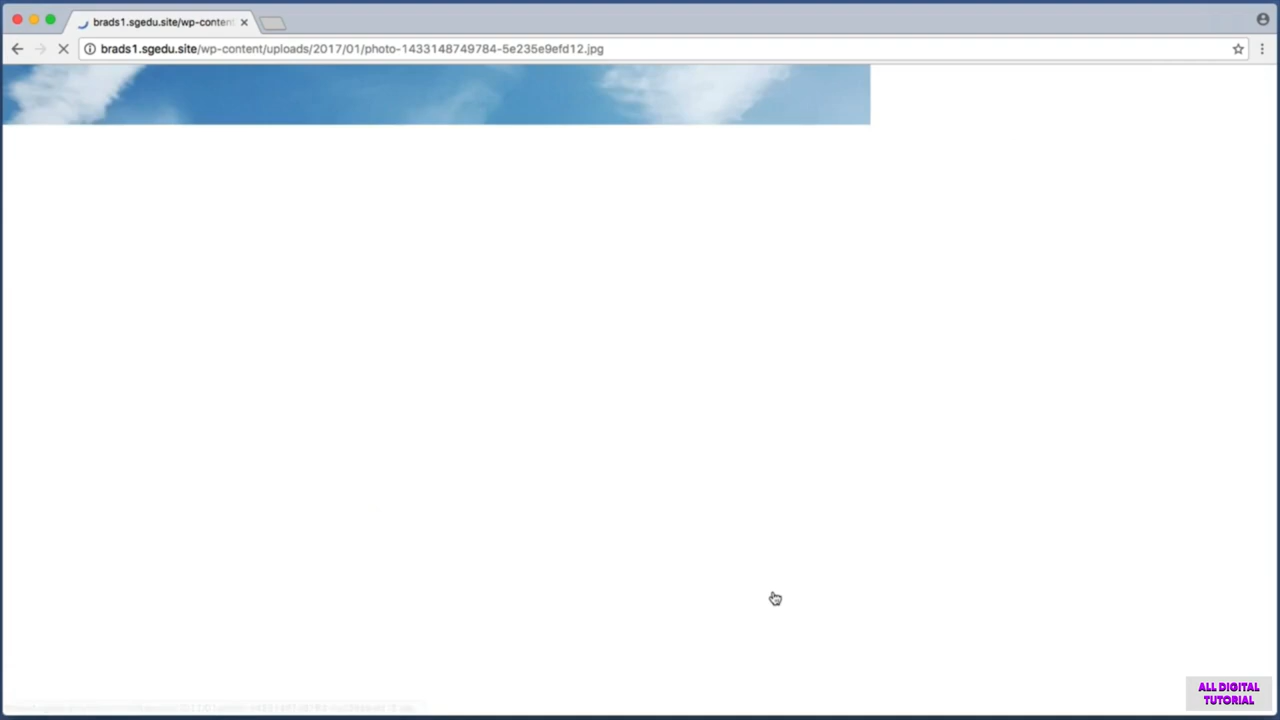 brads1.sgedu.site/wp-content
brads1.sgedu.site/wp-content/uploads/2017/01/photo-1433148749784-5e235e9efd12.jpg
ALL DIGITAL
TUTORIAL